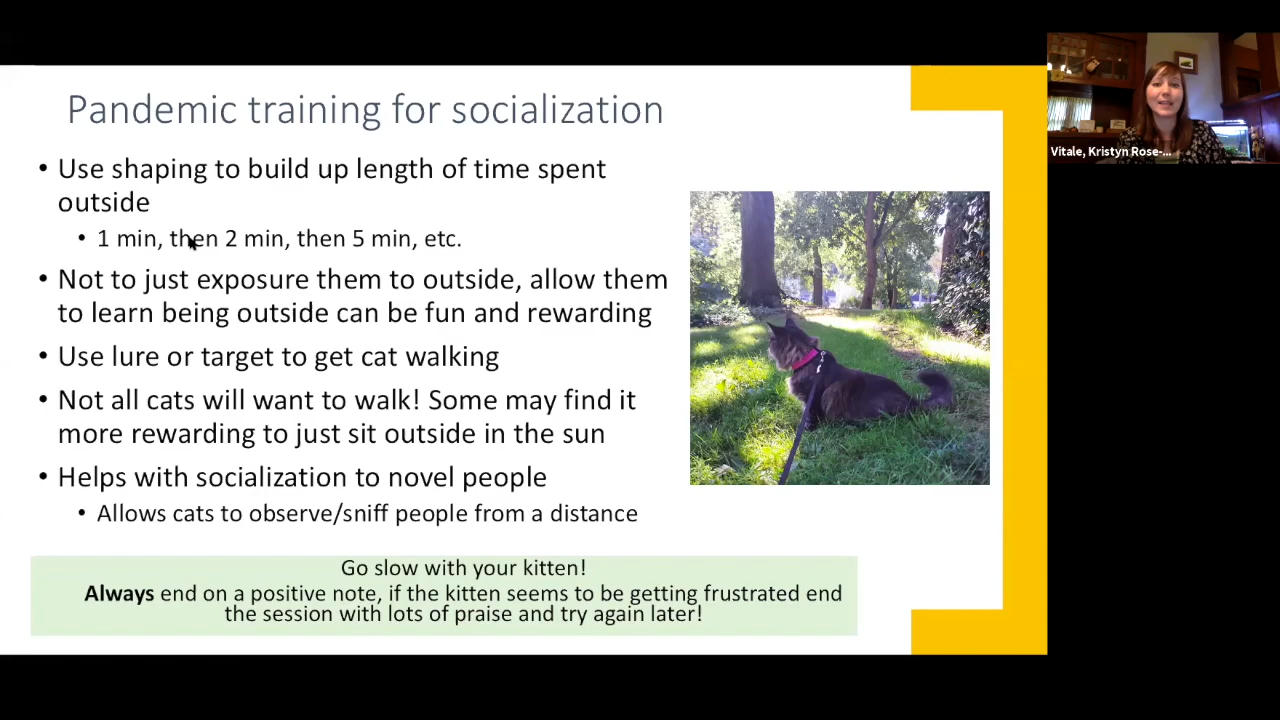 Pandemic training for socialization
• Use shaping to build up length of time spent
outside
• 1 min, then 2 min, then 5 min, etc.
• Not to just exposure them to outside, allow them
to learn being outside can be fun and rewarding
• Use lure or target to get cat walking
• Not all cats will want to walk! Some may find it
more rewarding to just sit outside in the sun
• Helps with socialization to novel people
• Allows cats to observe/sniff people from a distance
Go slow with your kitten!
Always end on a positive note, if the kitten seems to be getting frustrated end
the session with lots of praise and try again later!
Vitale, Kristyn Rose-...